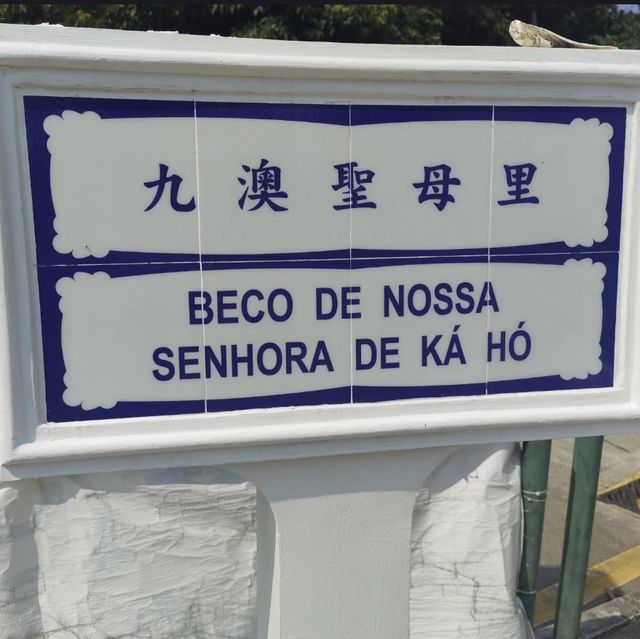 九澳聖母里
BECO DE NOSSA
SENHORA DE KÁ HÓ